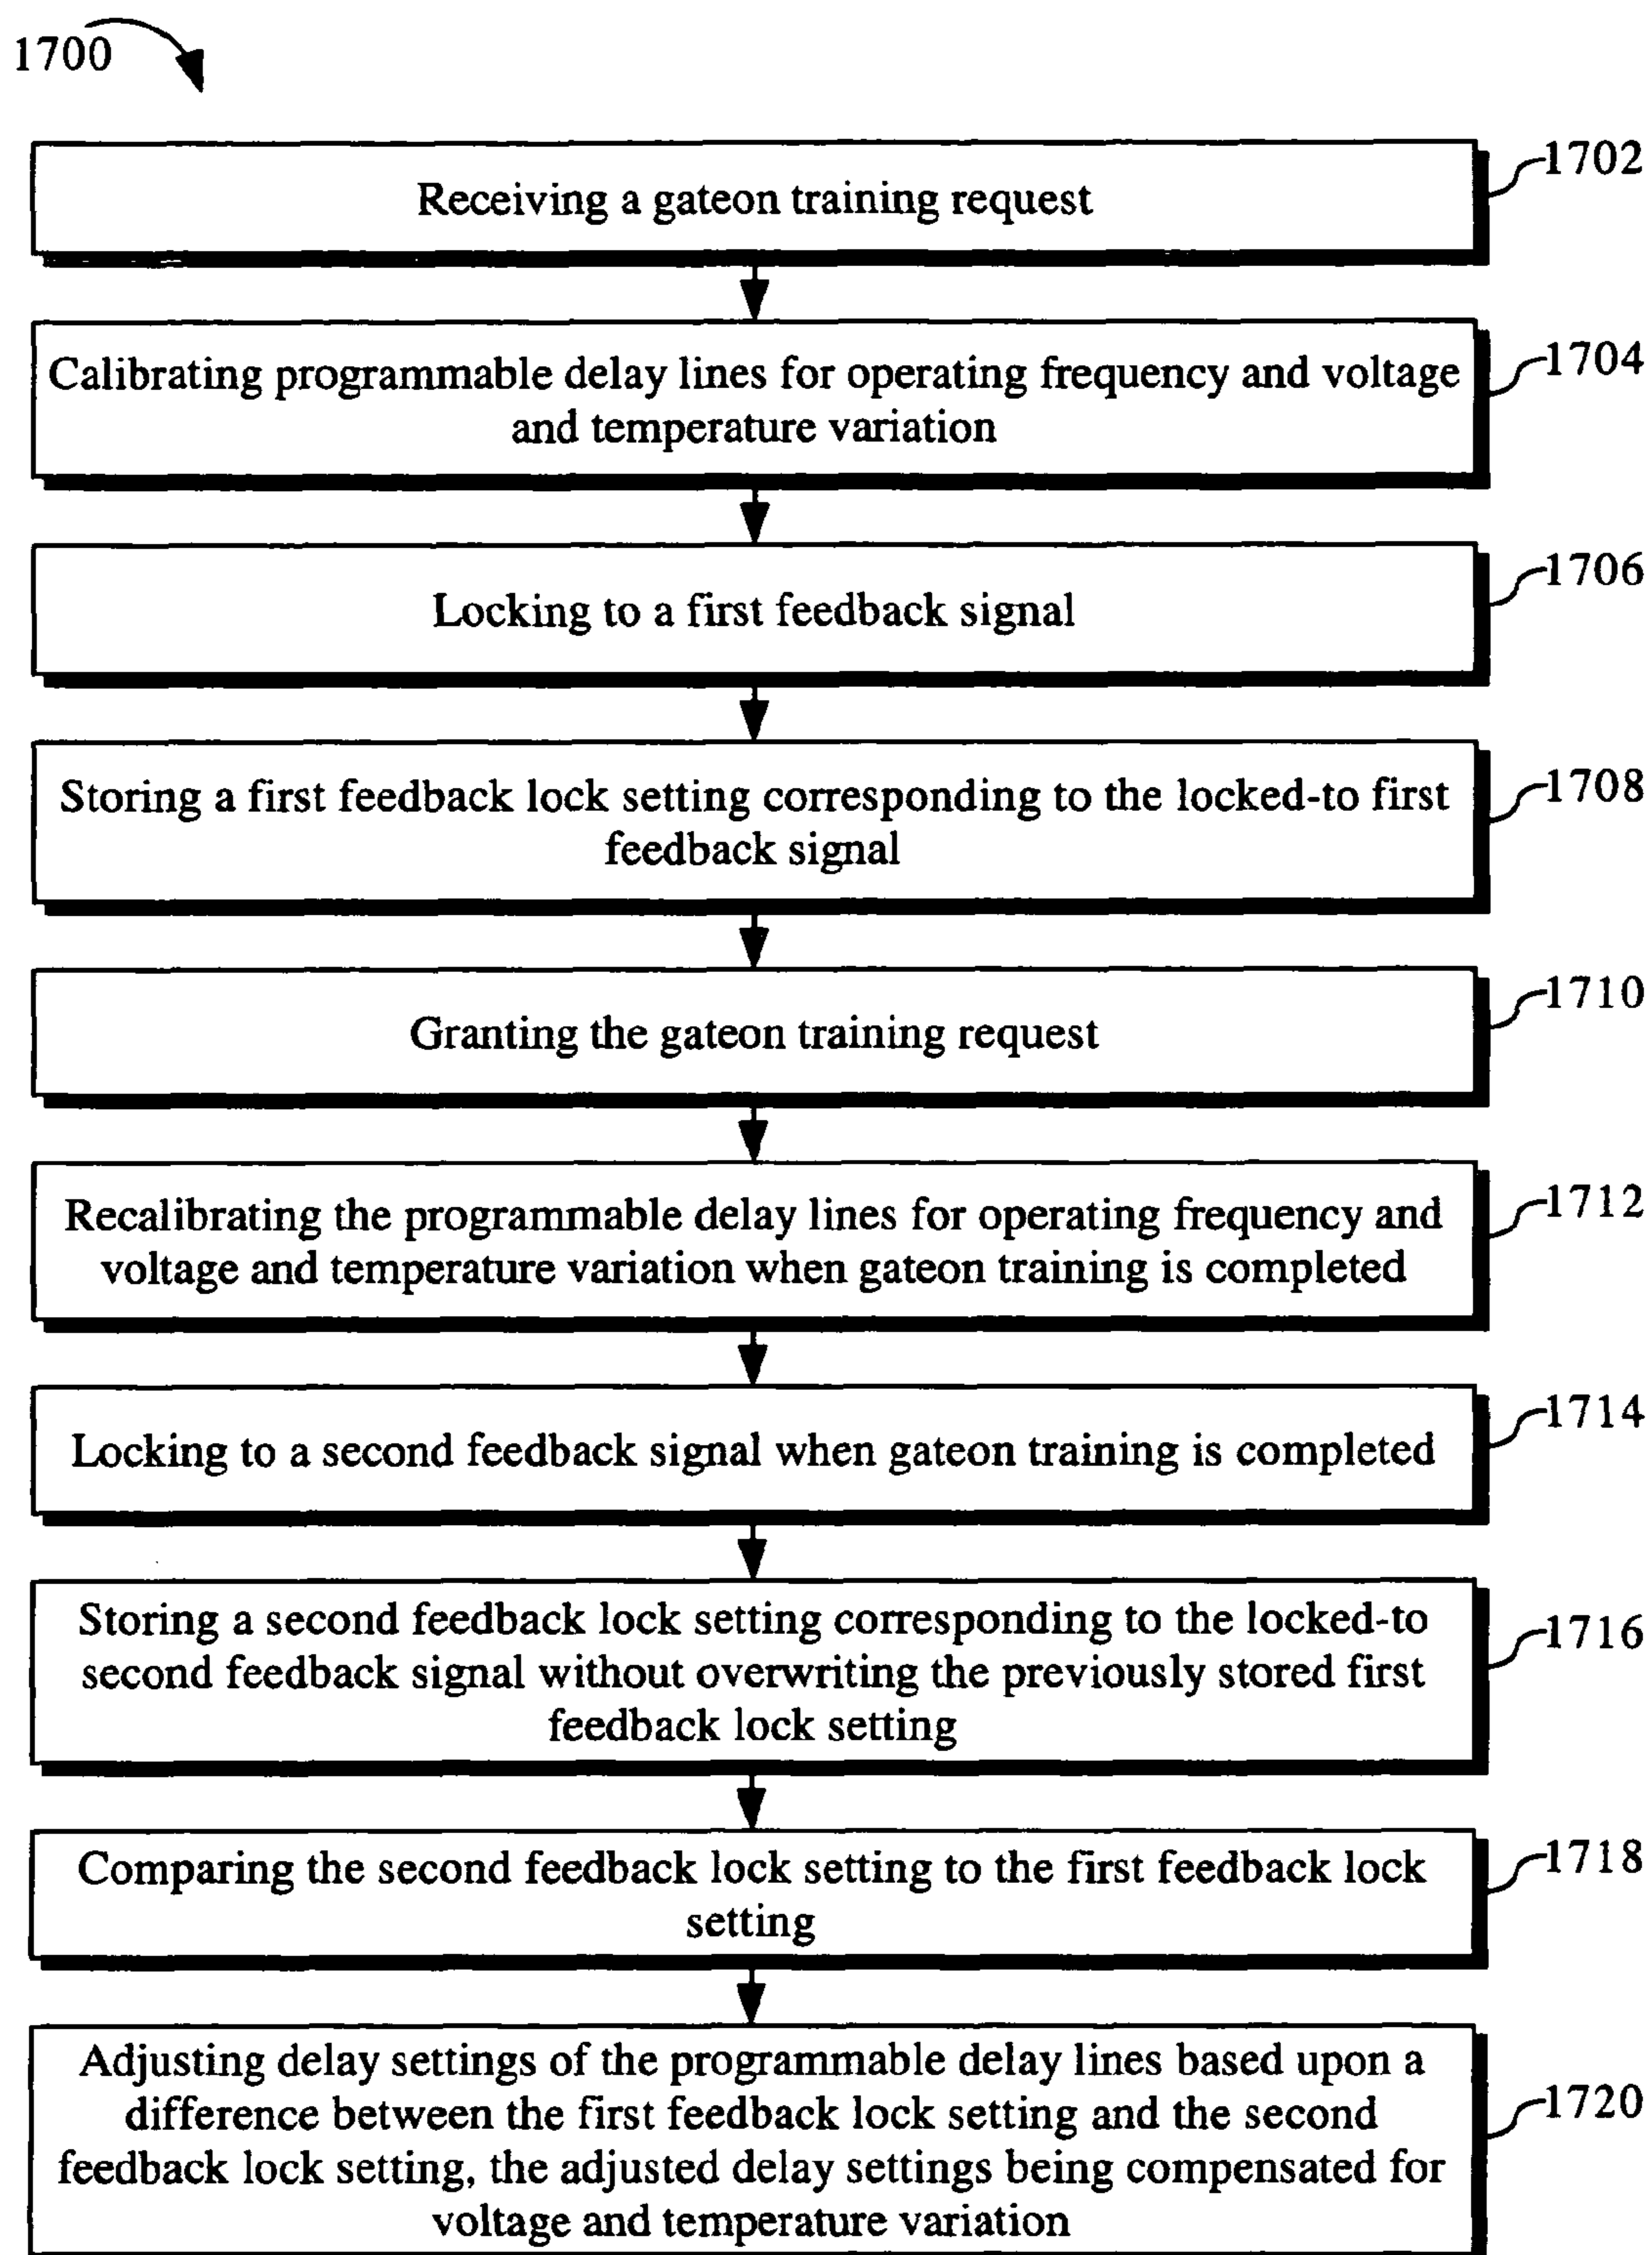 1700
Receiving a gateon training request
1702
Calibrating programmable delay lines for operating frequency and voltage
and temperature variation
1704
Locking to a first feedback signal
1706
Storing a first feedback lock setting corresponding to the locked-to first
feedback signal
1708
Granting the gateon training request
1710
Recalibrating the programmable delay lines for operating frequency and
voltage and temperature variation when gateon training is completed
1712
Locking to a second feedback signal when gateon training is completed
1714
Storing a second feedback lock setting corresponding to the locked-to
second feedback signal without overwriting the previously stored first
feedback lock setting
1716
Comparing the second feedback lock setting to the first feedback lock
setting
1718
Adjusting delay settings of the programmable delay lines based upon a
difference between the first feedback lock setting and the second
feedback lock setting, the adjusted delay settings being compensated for
voltage and temperature variation
1720